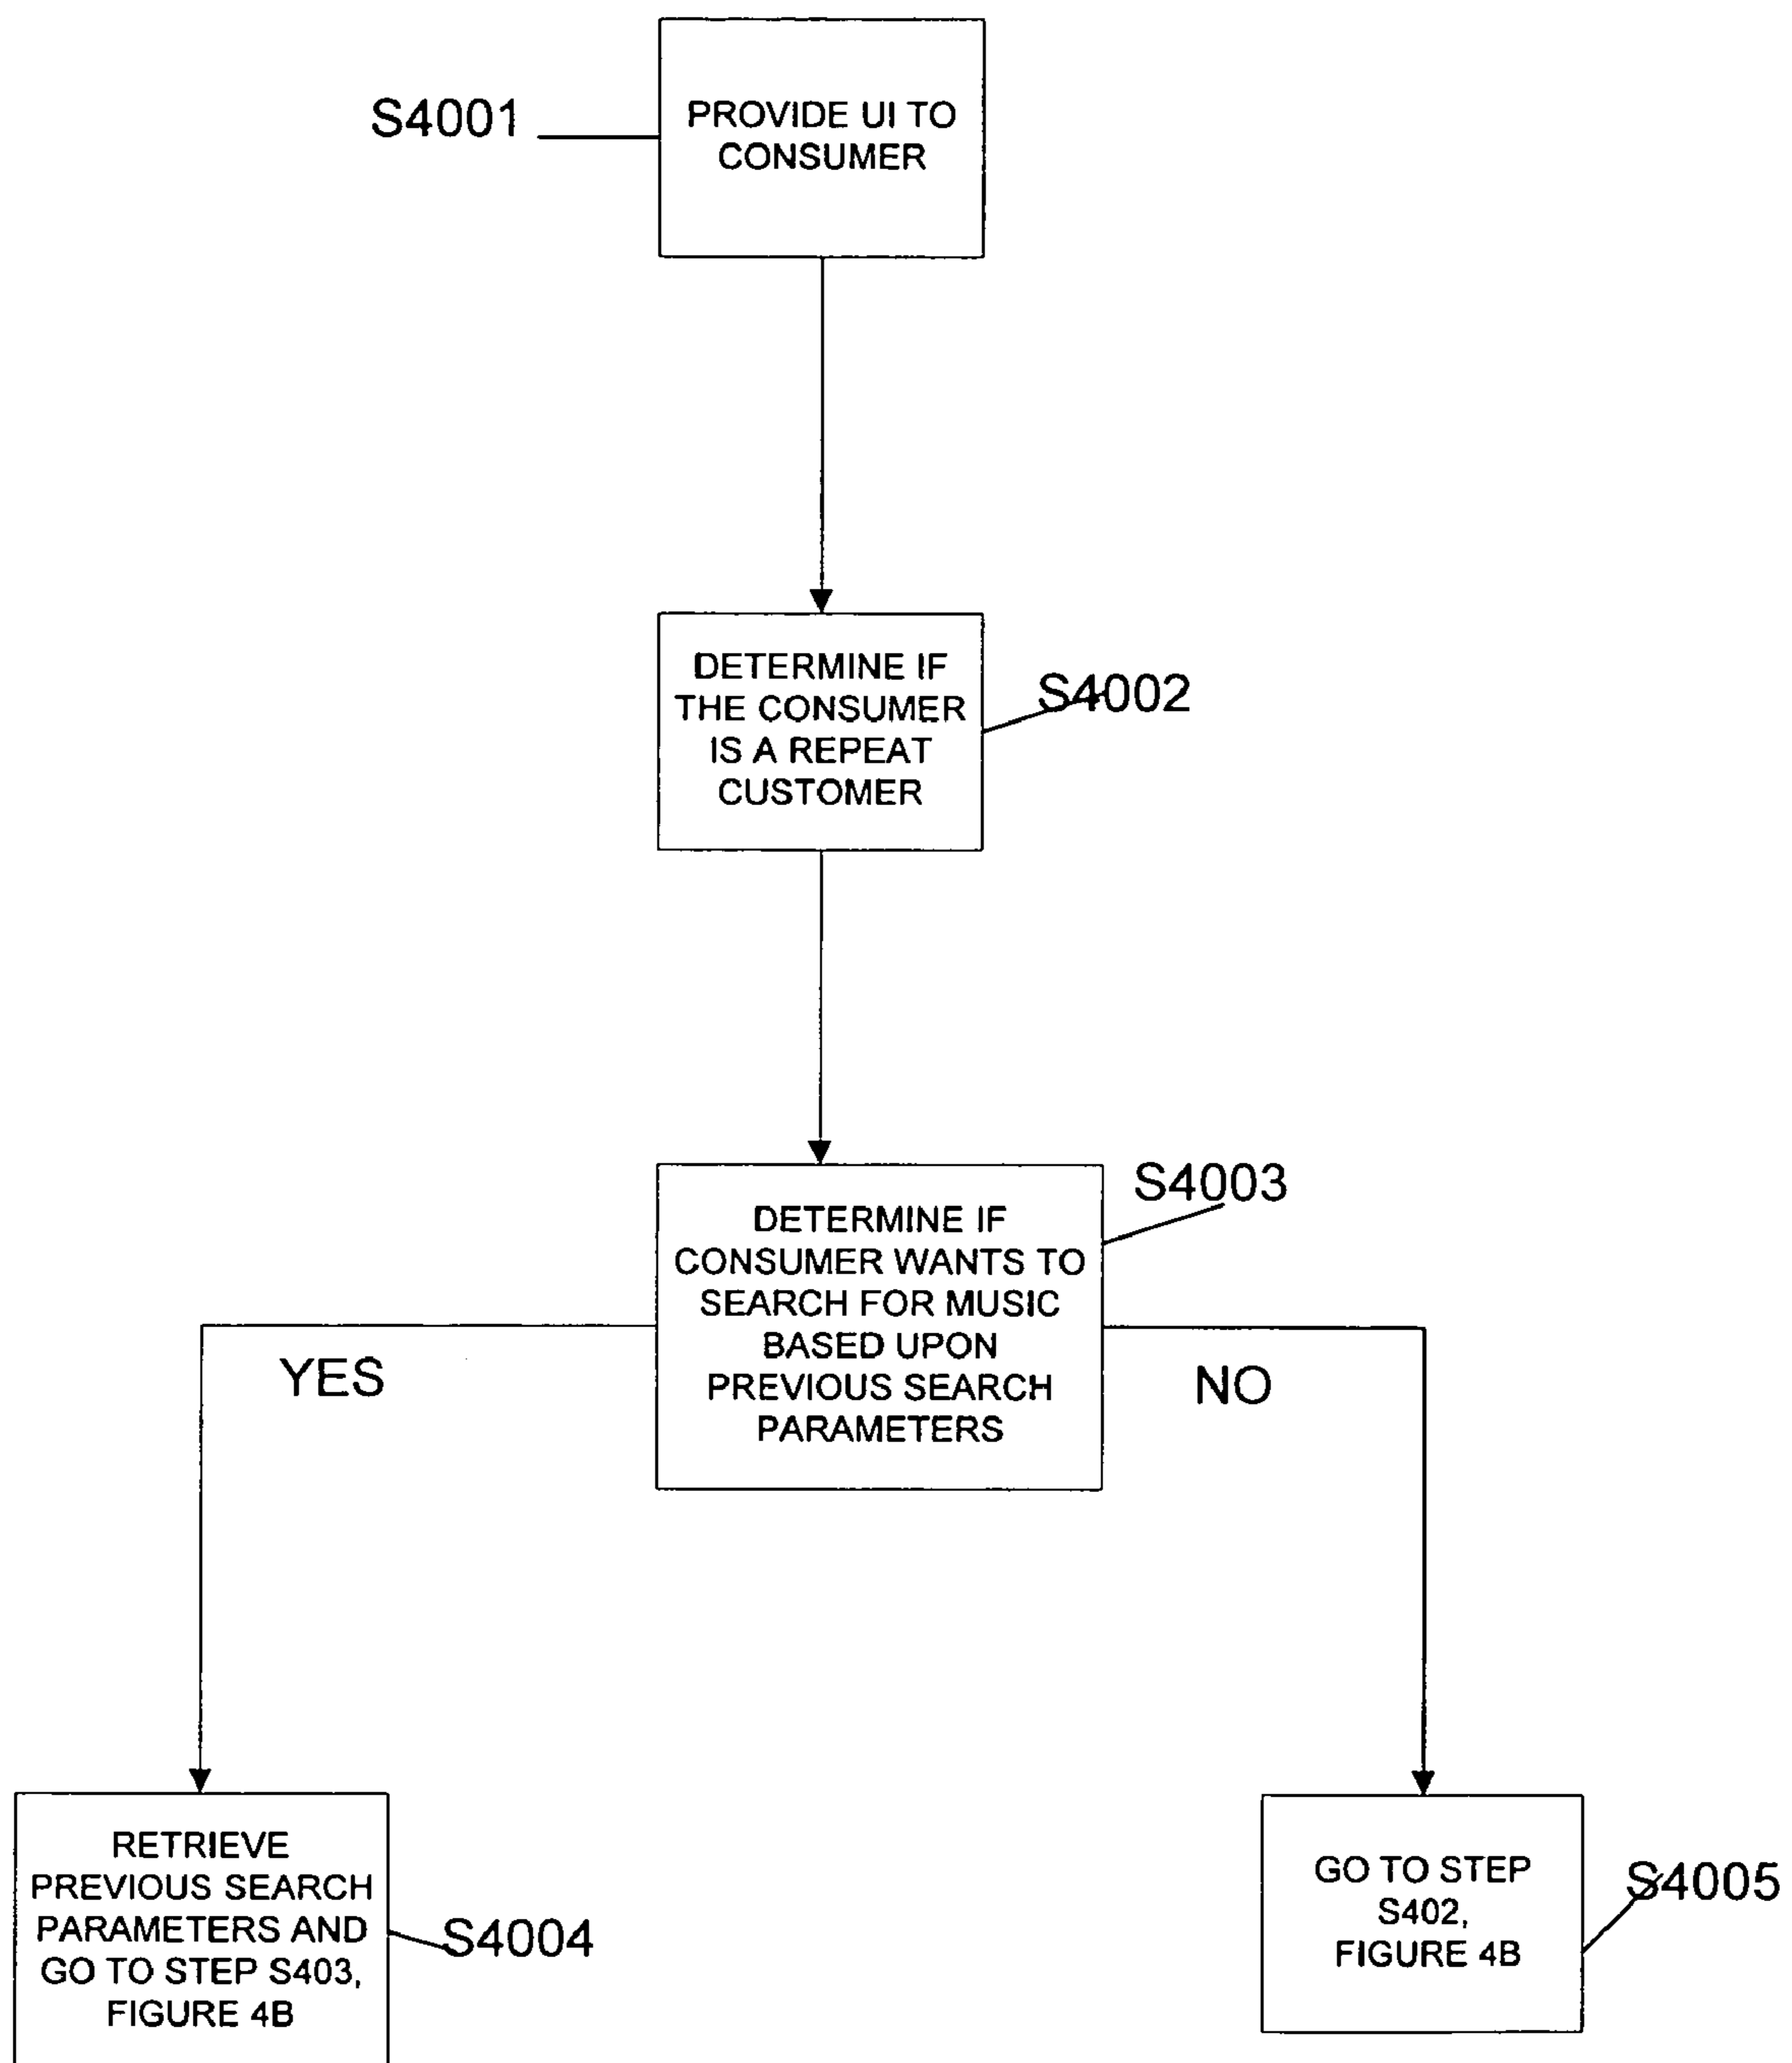 S4001
PROVIDE UI TO
CONSUMER
DETERMINE IF
THE CONSUMER
IS A REPEAT
CUSTOMER
S4002
S4003
DETERMINE IF
CONSUMER WANTS TO
SEARCH FOR MUSIC
BASED UPON
PREVIOUS SEARCH
PARAMETERS
YES
NO
RETRIEVE
PREVIOUS SEARCH
PARAMETERS AND
GO TO STEP S403,
FIGURE 4B
S4004
GO TO STEP
S402,
FIGURE 4B
S4005